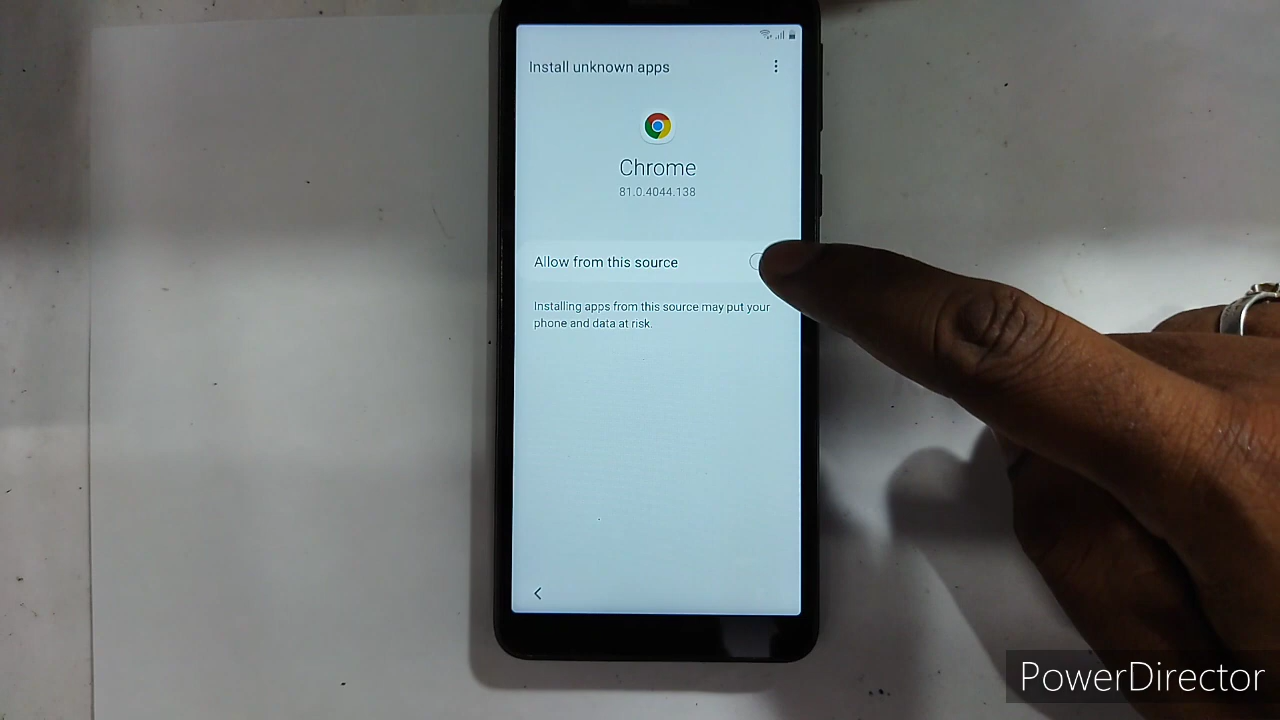 Install unknown apps
Chrome
81.0.4044.138
Allow from this source
Installing apps from this source may put your
phone and data at risk.
PowerDirector